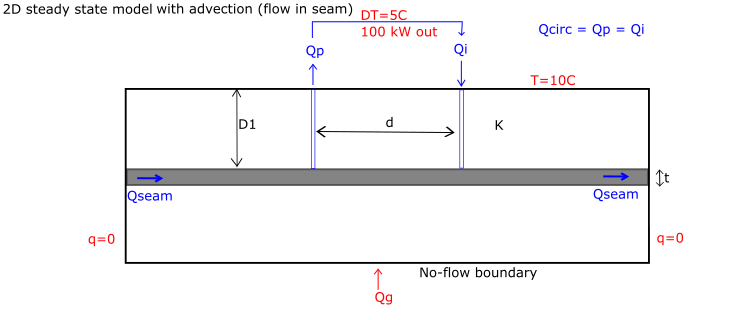 2D steady state model with advection (flow in seam)
DT=5C
100 kW out
Qcirc = Qp = Qi
Qp
Qi
T=10C
D1
d
K
t
Qseam
Qseam
q=0
q=0
No-flow boundary
Qg